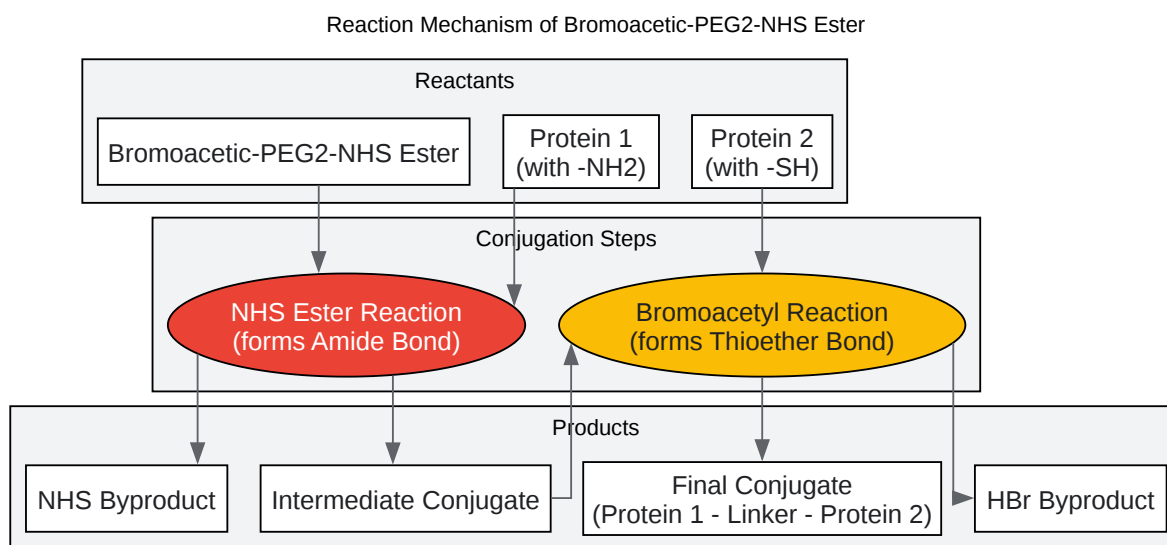 Reaction Mechanism of Bromoacetic-PEG2-NHS Ester
Reactants
Bromoacetic-PEG2-NHS Ester
Protein 1
(with -NH2)
Protein 2
(with -SH)
Conjugation Steps
NHS Ester Reaction
(forms Amide Bond)
Bromoacetyl Reaction
(forms Thioether Bond)
Products
NHS Byproduct
Intermediate Conjugate
Final Conjugate
(Protein 1 - Linker - Protein 2)
HBr Byproduct